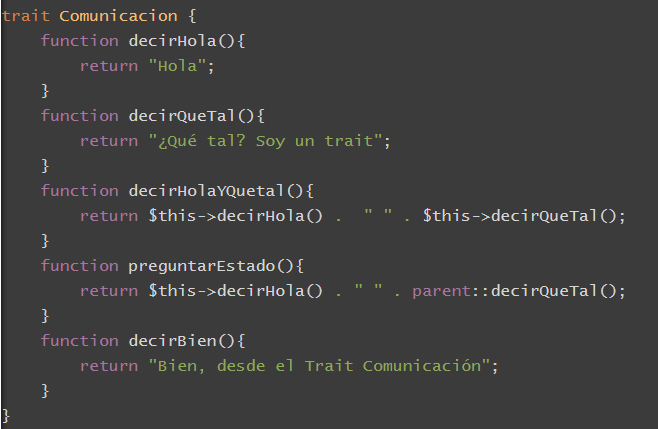 trait Comunicacion {
    function decirHola(){
        return "Hola";
    }
    function decirQueTal(){
        return "¿Qué tal? Soy un trait";
    }
    function decirHolaYQuetal(){
        return $this->decirHola() .  " " . $this->decirQueTal();
    }
    function preguntarEstado(){
        return $this->decirHola() . " " . parent::decirQueTal();
    }
    function decirBien(){
        return "Bien, desde el Trait Comunicación";
    }
}